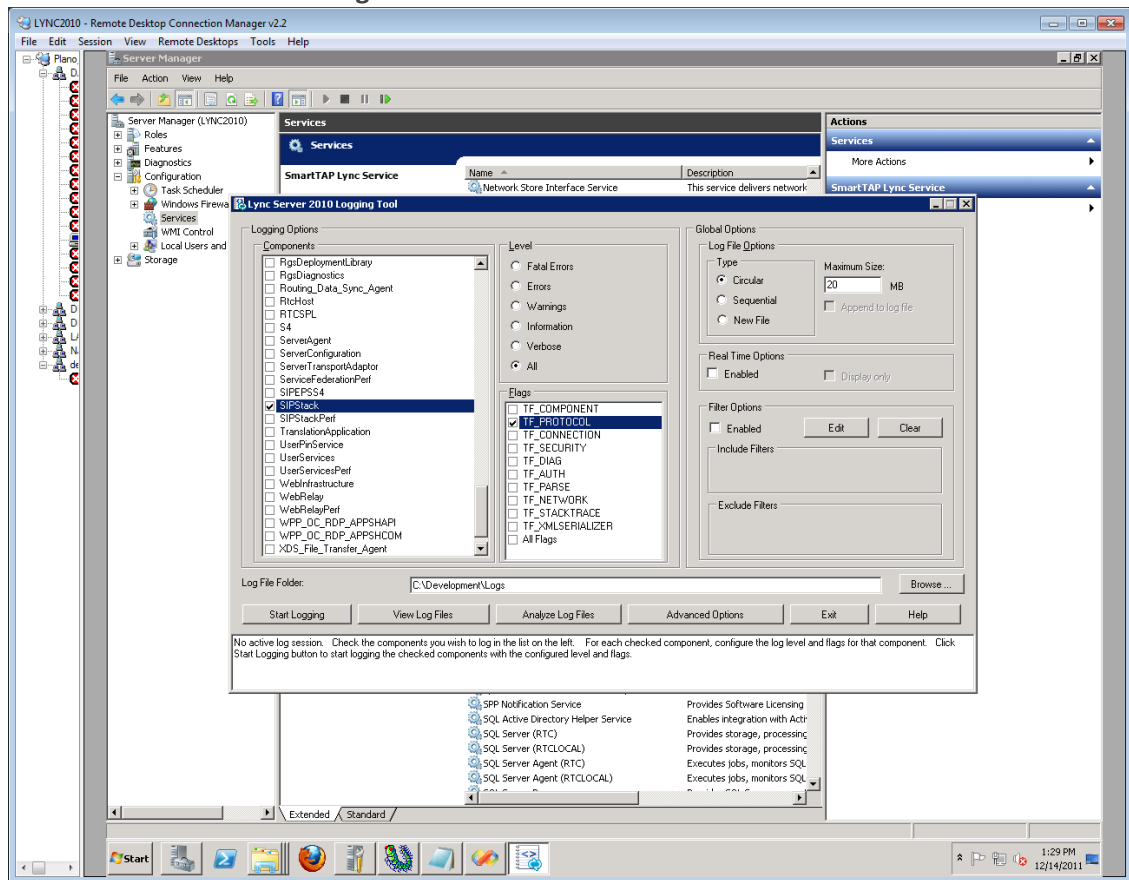 LYNC2010 - Remote Desktop Connection Manager v2.2
File Edit Session View Remote Desktops Tools Help
Plano
D
D
D
LA
N.
de
Server Manager
File Action View Help
Server Manager (LYNC2010)
Roles
Features
Diagnostics
Configuration
Task Scheduler
Windows Firewa
Services
WMI Control
Local Users and
Storage
Services
Services
SmartTAP Lync Service
Name
Description
Network Store Interface Service
This service delivers network
Actions
Services
More Actions
SmartTAP Lync Service
Lync Server 2010 Logging Tool
Logging Options
Components
RgsDeploymentLibrary
RgsDiagnostics
Routing_Data_Sync_Agent
RtcHost
RTCSPL
S4
ServerAgent
ServerConfiguration
ServerTransportAdaptor
ServiceFederationPerf
SIPEPSS4
SIPStack
SIPStackPerf
TranslationApplication
UserPinService
UserServices
UserServicesPerf
WebInfrastructure
WebRelay
WebRelayPerf
WPP_OC_RDP_APPSHAPI
WPP_OC_RDP_APPSHCOM
XDS_File_Transfer_Agent
Level
Fatal Errors
Errors
Warnings
Information
Verbose
All
Flags
TF_COMPONENT
TF_PROTOCOL
TF_CONNECTION
TF_SECURITY
TF_DIAG
TF_AUTH
TF_PARSE
TF_NETWORK
TF_STACKTRACE
TF_XMLSERIALIZER
All Flags
Global Options
Log File Options
Type
Circular
Sequential
New File
Maximum Size:
20 MB
Append to log file
Real Time Options
Enabled
Display only
Filter Options
Enabled
Edit
Clear
Include Filters
Exclude Filters
Log File Folder:
C:\Development\Logs
Browse ...
Start Logging
View Log Files
Analyze Log Files
Advanced Options
Exit
Help
No active log session. Check the components you wish to log in the list on the left. For each checked component, configure the log level and flags for that component. Click
Start Logging button to start logging the checked components with the configured level and flags.
SPP Notification Service Provides Software Licensing
SQL Active Directory Helper Service Enables integration with Acti
SQL Server (RTC) Provides storage, processing
SQL Server (RTCLOCAL) Provides storage, processing
SQL Server Agent (RTC) Executes jobs, monitors SQL
SQL Server Agent (RTCLOCAL) Executes jobs, monitors SQL
Extended Standard
Start
1:29 PM
12/14/2011